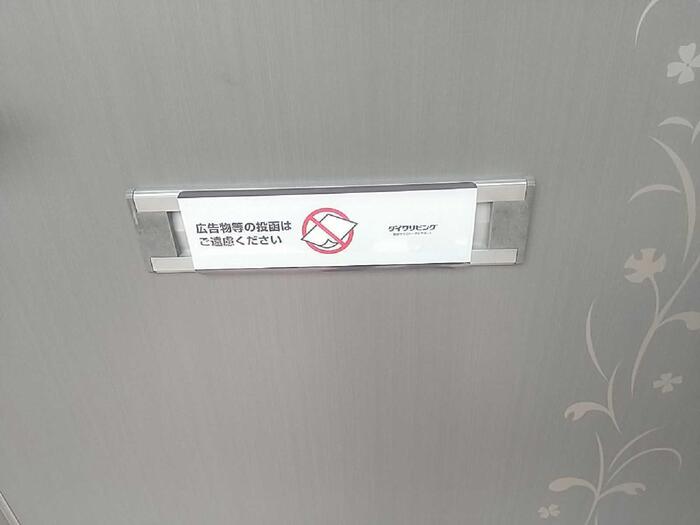 広告物等の投函は
ご遠慮ください
ダイワリビング